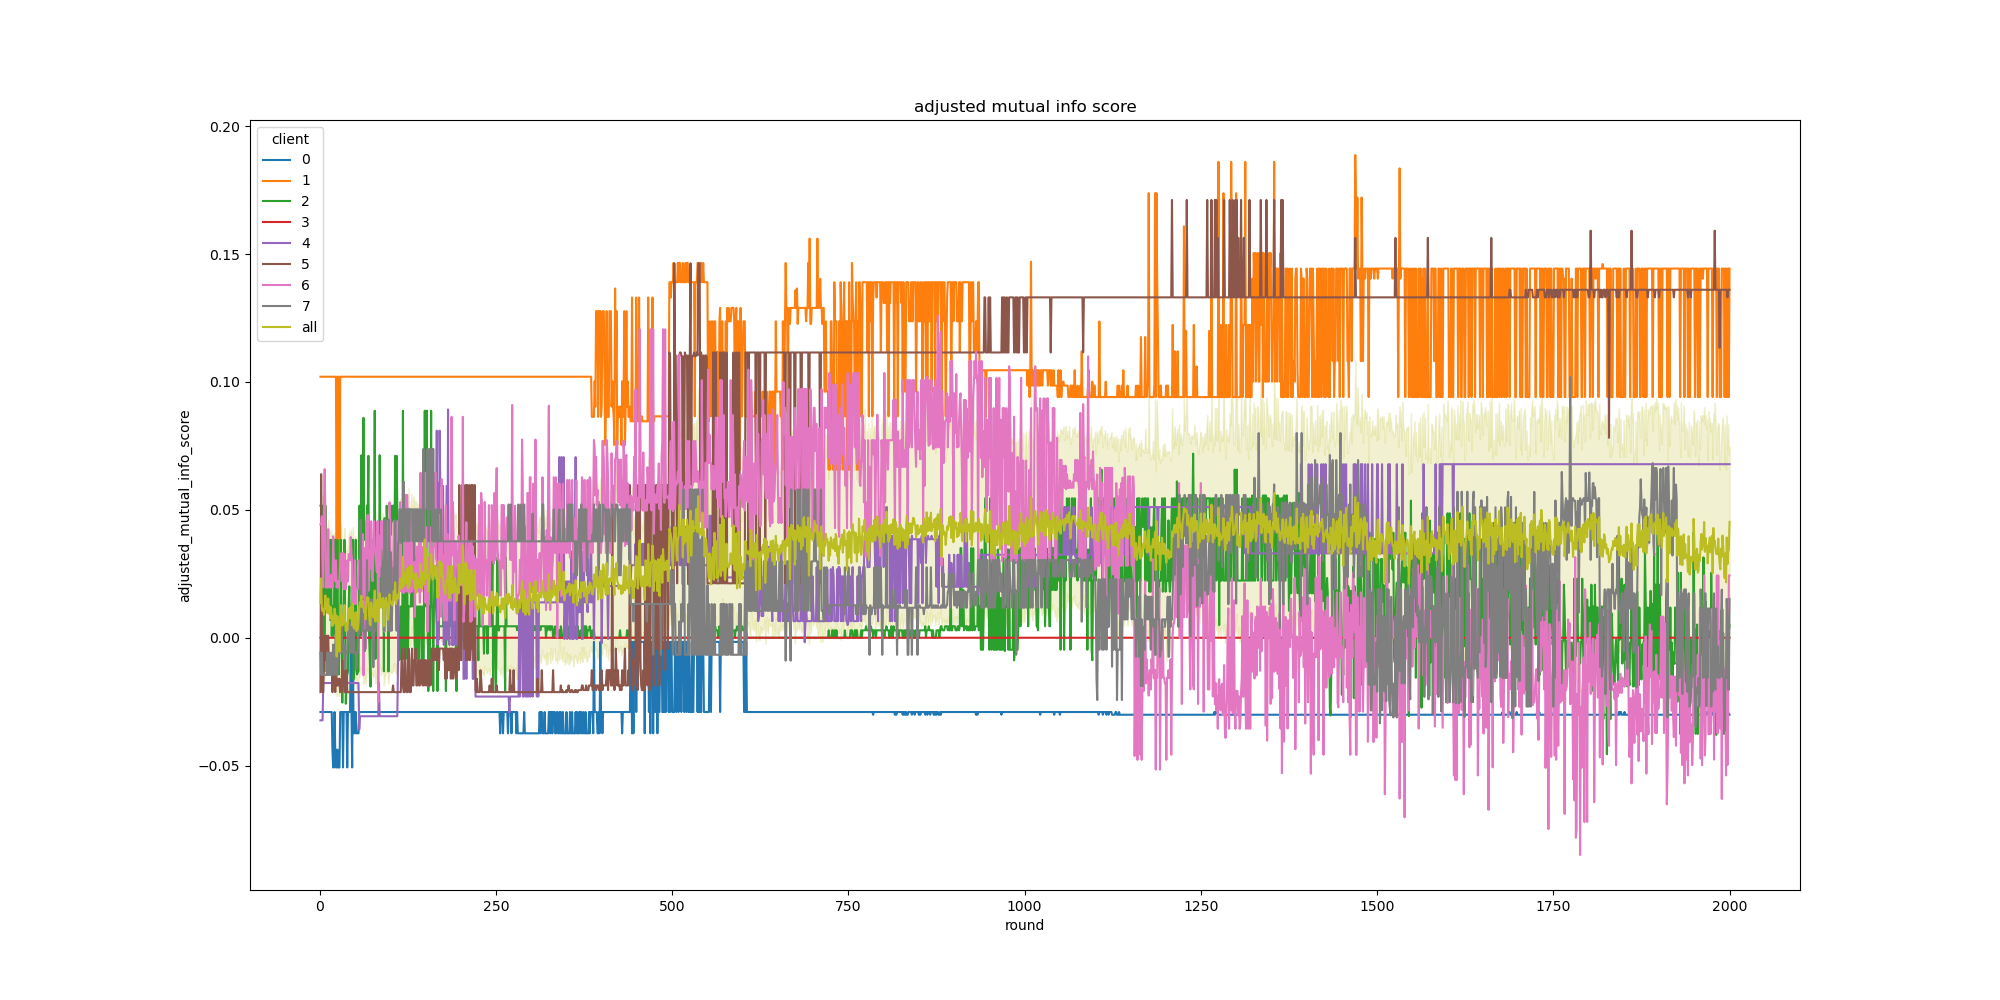 adjusted mutual info score
0.20
0.15
0.10
0.05
0.00
−0.05
adjusted_mutual_info_score
client
0
1
2
3
4
5
6
7
all
0 250 500 750 1000 1250 1500 1750 2000
round